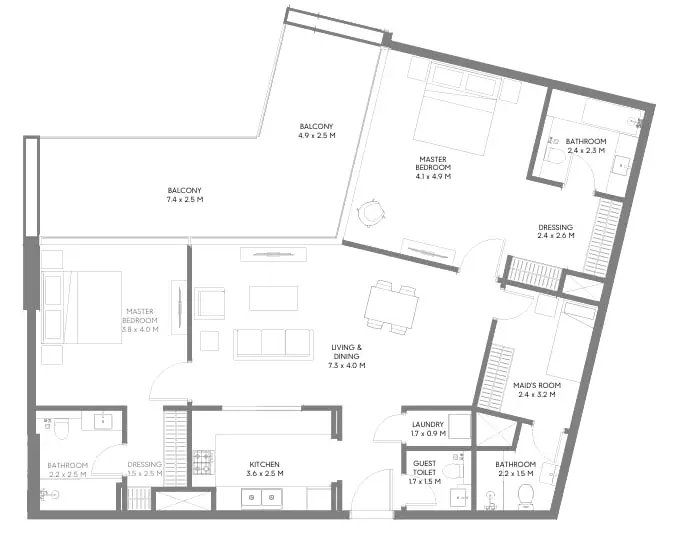 BALCONY
4.9 x 2.5 M
BATHROOM
2.4 x 2.3 M
MASTER
BEDROOM
4.1 x 4.9 M
BALCONY
7.4 x 2.5 M
DRESSING
2.4 x 2.6 M
MASTER
BEDROOM
3.8 x 4.0 M
LIVING &
DINING
7.3 x 4.0 M
MAID'S ROOM
2.4 x 3.2 M
LAUNDRY
1.7 x 0.9 M
BATHROOM
2.2 x 2.5 M
DRESSING
1.5 x 2.5 M
KITCHEN
3.6 x 2.5 M
GUEST
TOILET
1.7 x 1.5 M
BATHROOM
2.2 x 1.5 M